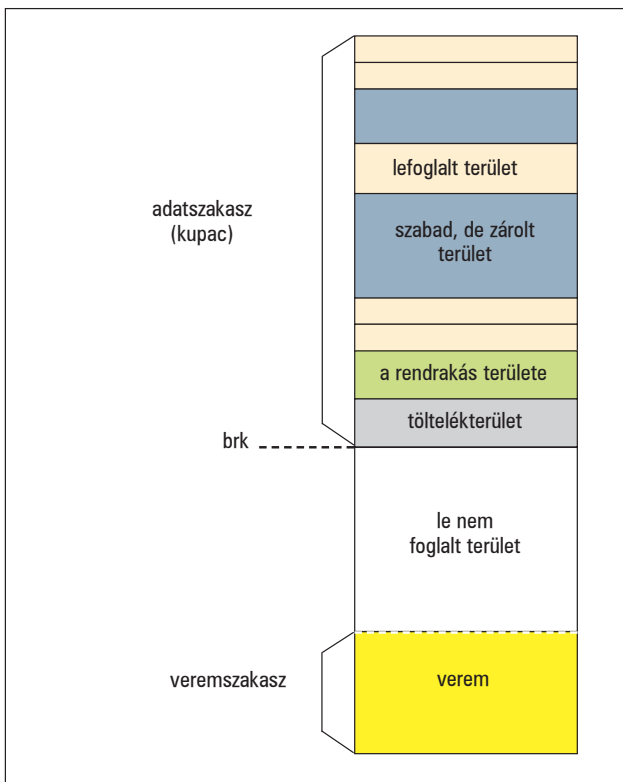 lefoglalt terület
adatszakasz
(kupac)
szabad, de zárolt
terület
a rendrakás területe
töltelékterület
brk
le nem
foglalt terület
veremszakasz
verem